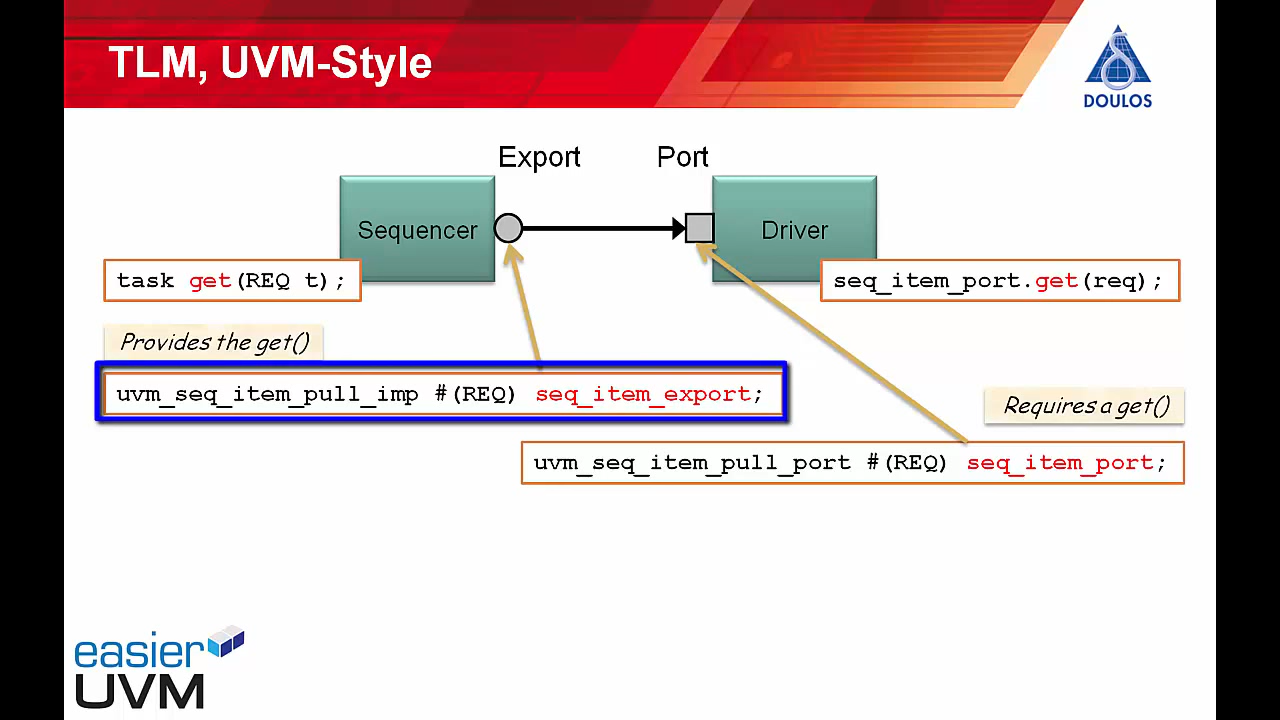 TLM, UVM-Style
DOULOS
Export
Port
Sequencer
Driver
task get(REQ t);
seq_item_port.get(req);
Provides the get()
uvm_seq_item_pull_imp #(REQ) seq_item_export;
Requires a get()
uvm_seq_item_pull_port #(REQ) seq_item_port;
easier
UVM